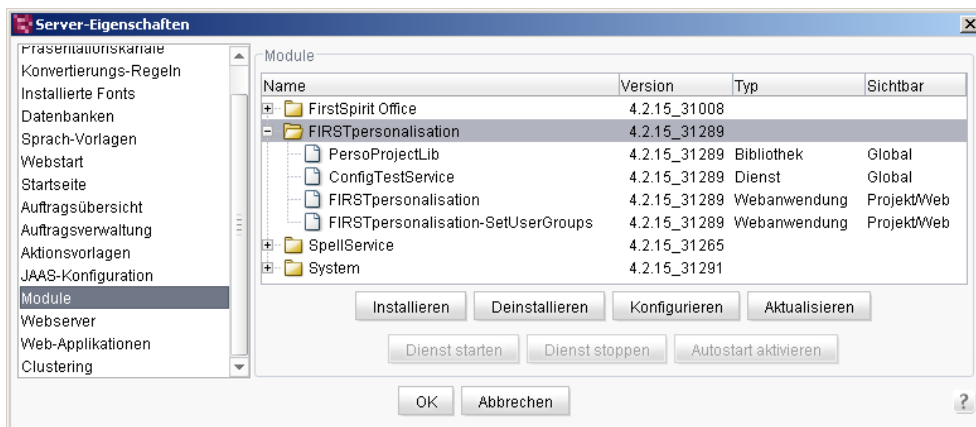 Server-Eigenschaften
Präsentationskanäle
Konvertierungs-Regeln
Installierte Fonts
Datenbanken
Sprach-Vorlagen
Webstart
Startseite
Auftragsübersicht
Auftragsverwaltung
Aktionsvorlagen
JAAS-Konfiguration
Module
Webserver
Web-Applikationen
Clustering
Module
Name Version Typ Sichtbar
FirstSpirit Office 4.2.15_31008
FIRSTpersonalisation 4.2.15_31289
PersoProjectLib 4.2.15_31289 Bibliothek Global
ConfigTestService 4.2.15_31289 Dienst Global
FIRSTpersonalisation 4.2.15_31289 Webanwendung Projekt/Web
FIRSTpersonalisation-SetUserGroups 4.2.15_31289 Webanwendung Projekt/Web
SpellService 4.2.15_31265
System 4.2.15_31291
Installieren Deinstallieren Konfigurieren Aktualisieren
Dienst starten Dienst stoppen Autostart aktivieren
OK Abbrechen ?